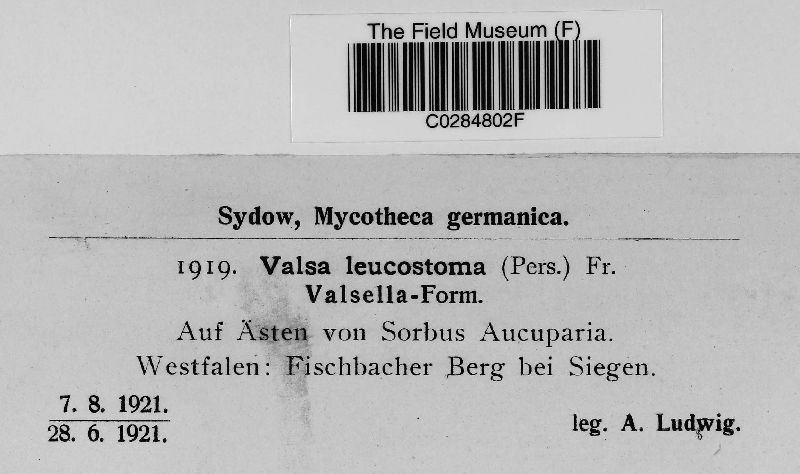 The Field Museum (F)
C0284802F
Sydow, Mycotheca germanica.
1919. Valsa leucostoma (Pers.) Fr.
Valsella-Form.
Auf Ästen von Sorbus Aucuparia.
Westfalen: Fischbacher Berg bei Siegen.
7. 8. 1921.
28. 6. 1921.
leg. A. Ludwig.